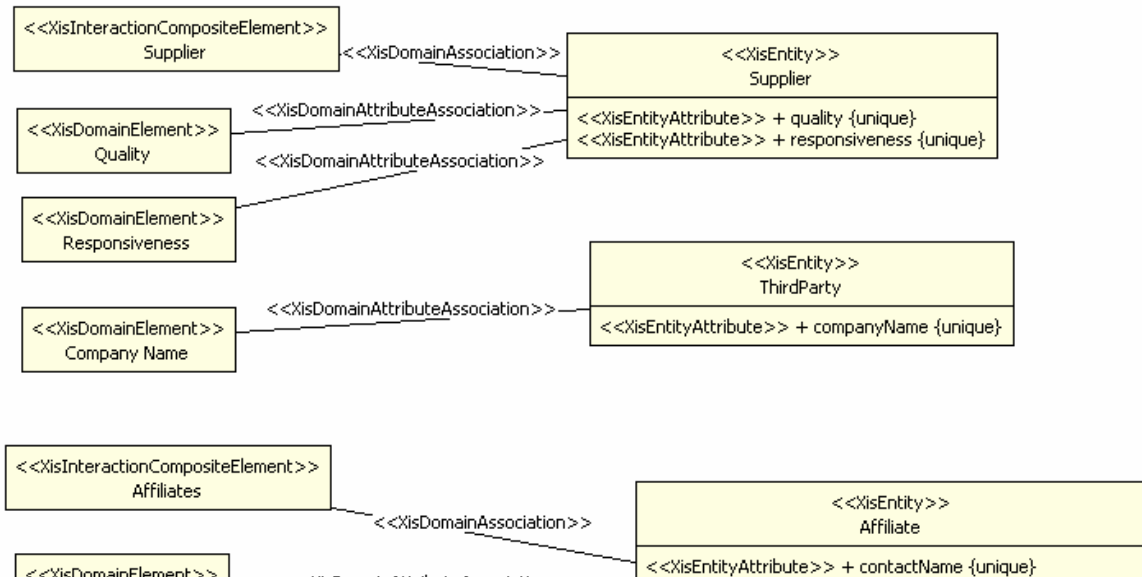 <<XisInteractionCompositeElement>>
Supplier
<<XisDomainAssociation>>
<<XisEntity>>
Supplier
<<XisEntityAttribute>> + quality {unique}
<<XisEntityAttribute>> + responsiveness {unique}
<<XisDomainAttributeAssociation>>
<<XisDomainElement>>
Quality
<<XisDomainAttributeAssociation>>
<<XisDomainElement>>
Responsiveness
<<XisEntity>>
ThirdParty
<<XisEntityAttribute>> + companyName {unique}
<<XisDomainAttributeAssociation>>
<<XisDomainElement>>
Company Name
<<XisInteractionCompositeElement>>
Affiliates
<<XisDomainAssociation>>
<<XisEntity>>
Affiliate
<<XisEntityAttribute>> + contactName {unique}
<<XisDomainElement>>